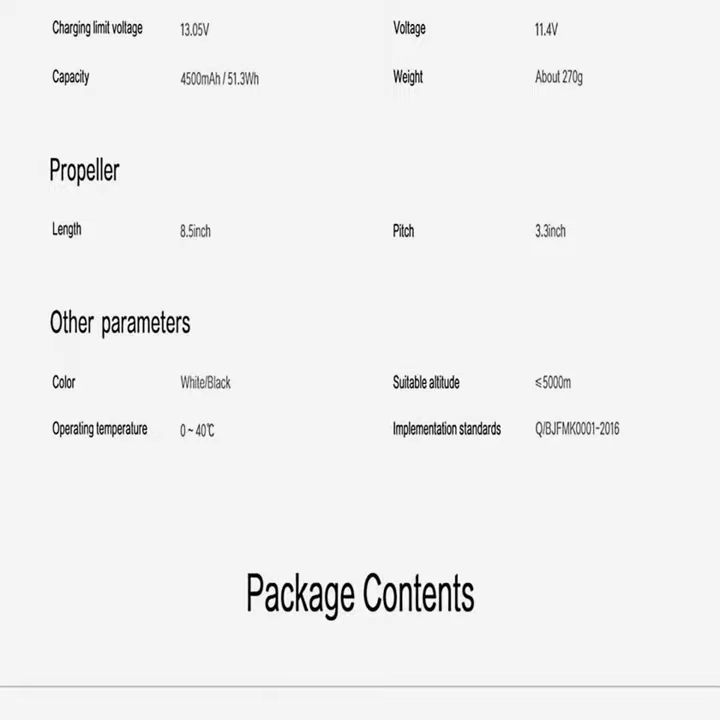 Charging limit voltage 13.05V Voltage 11.4V
Capacity 4500mAh / 51.3Wh Weight About 270g
Propeller
Length 8.5inch Pitch 3.3inch
Other parameters
Color White/Black Suitable altitude ≤5000m
Operating temperature 0 ~ 40℃ Implementation standards Q/BJFMK0001-2016
Package Contents